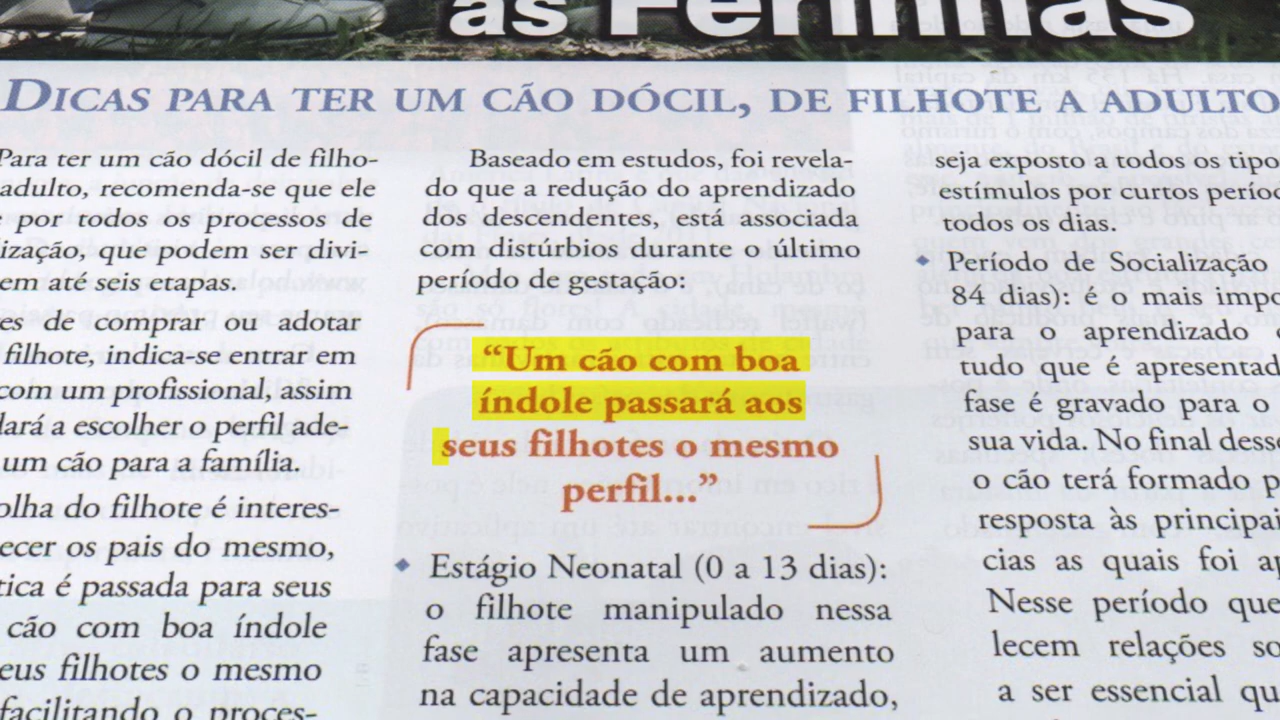 as Ferinhas
DICAS PARA TER UM CÃO DÓCIL, DE FILHOTE A ADULTO
Para ter um cão dócil de filho-
adulto, recomenda-se que ele
por todos os processos de
ização, que podem ser divi-
em até seis etapas.
es de comprar ou adotar
filhote, indica-se entrar em
com um profissional, assim
dará a escolher o perfil ade-
um cão para a família.
olha do filhote é interes-
ecer os pais do mesmo,
tica é passada para seus
cão com boa índole
eus filhotes o mesmo
facilitando o proces-
Baseado em estudos, foi revela-
do que a redução do aprendizado
dos descendentes, está associada
com distúrbios durante o último
período de gestação:
“Um cão com boa
índole passará aos
seus filhotes o mesmo
perfil...”
Estágio Neonatal (0 a 13 dias):
o filhote manipulado nessa
fase apresenta um aumento
na capacidade de aprendizado,
seja exposto a todos os tipo
estímulos por curto período
todos os dias.
Período de Socialização
84 dias): é o mais impo
para o aprendizado
tudo que é apresentad
fase é gravado para o
sua vida. No final desse
o cão terá formado p
resposta às principai
cias as quais foi ap
Nesse período que
lecem relações so
a ser essencial qu